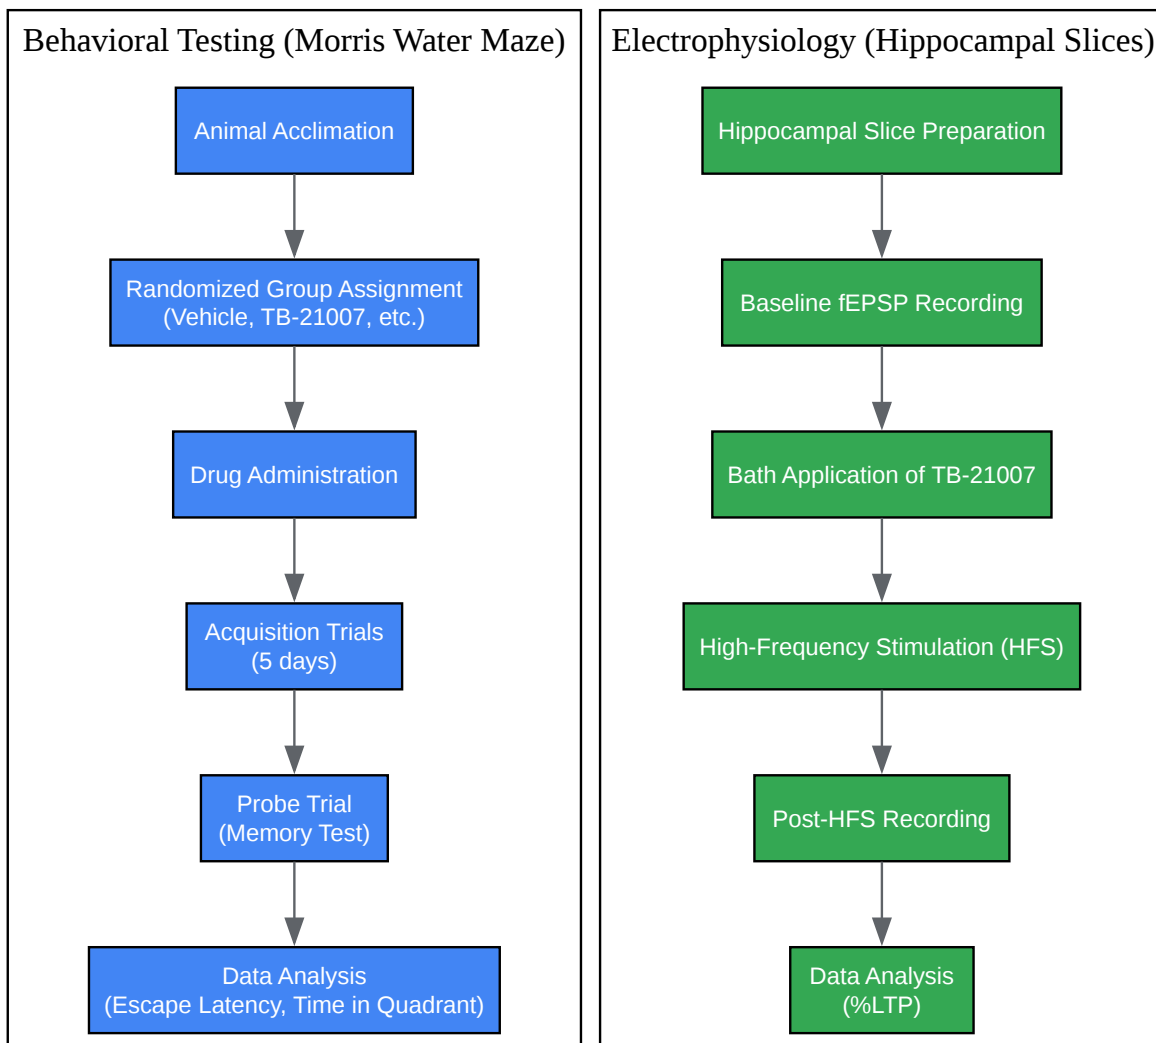 Behavioral Testing (Morris Water Maze)
Animal Acclimation
Randomized Group Assignment
(Vehicle, TB-21007, etc.)
Drug Administration
Acquisition Trials
(5 days)
Probe Trial
(Memory Test)
Data Analysis
(Escape Latency, Time in Quadrant)
Electrophysiology (Hippocampal Slices)
Hippocampal Slice Preparation
Baseline fEPSP Recording
Bath Application of TB-21007
High-Frequency Stimulation (HFS)
Post-HFS Recording
Data Analysis
(%LTP)